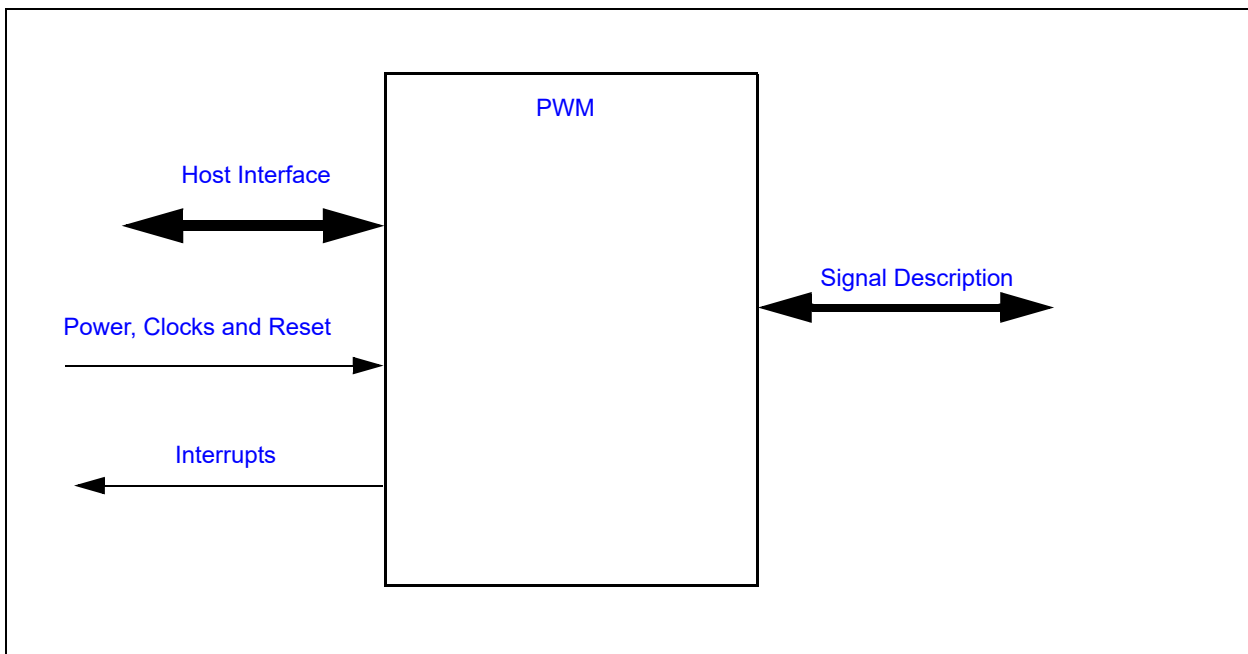 PWM
Host Interface
Signal Description
Power, Clocks and Reset
Interrupts